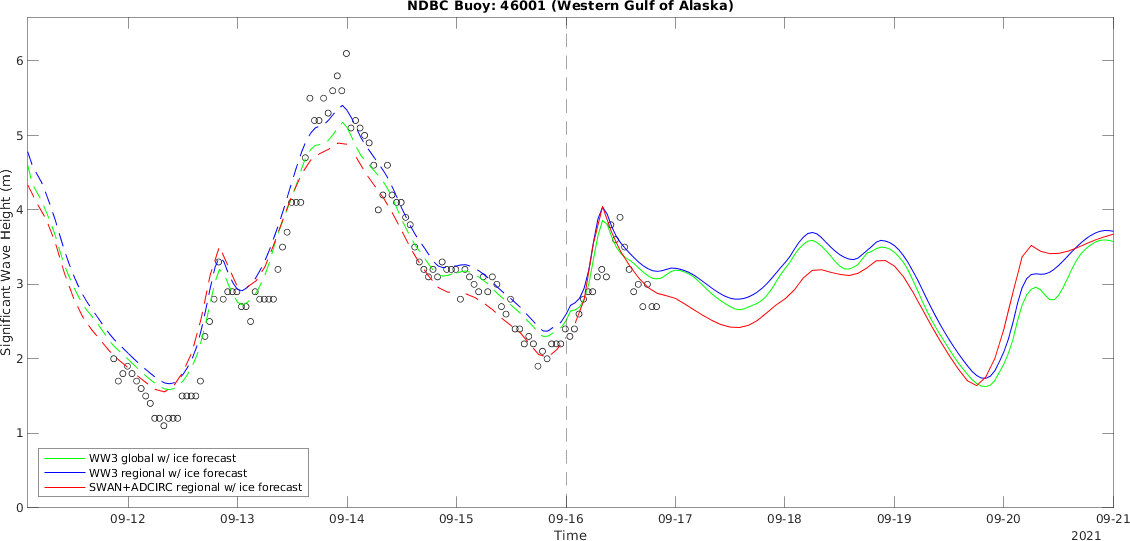 NDBC Buoy: 46001 (Western Gulf of Alaska)
Significant Wave Height (m)
6
5
4
3
2
1
0
WW3 global w/ ice forecast
WW3 regional w/ ice forecast
SWAN+ADCIRC regional w/ ice forecast
09-12 09-13 09-14 09-15 09-16 09-17 09-18 09-19 09-20 09-21
Time
2021